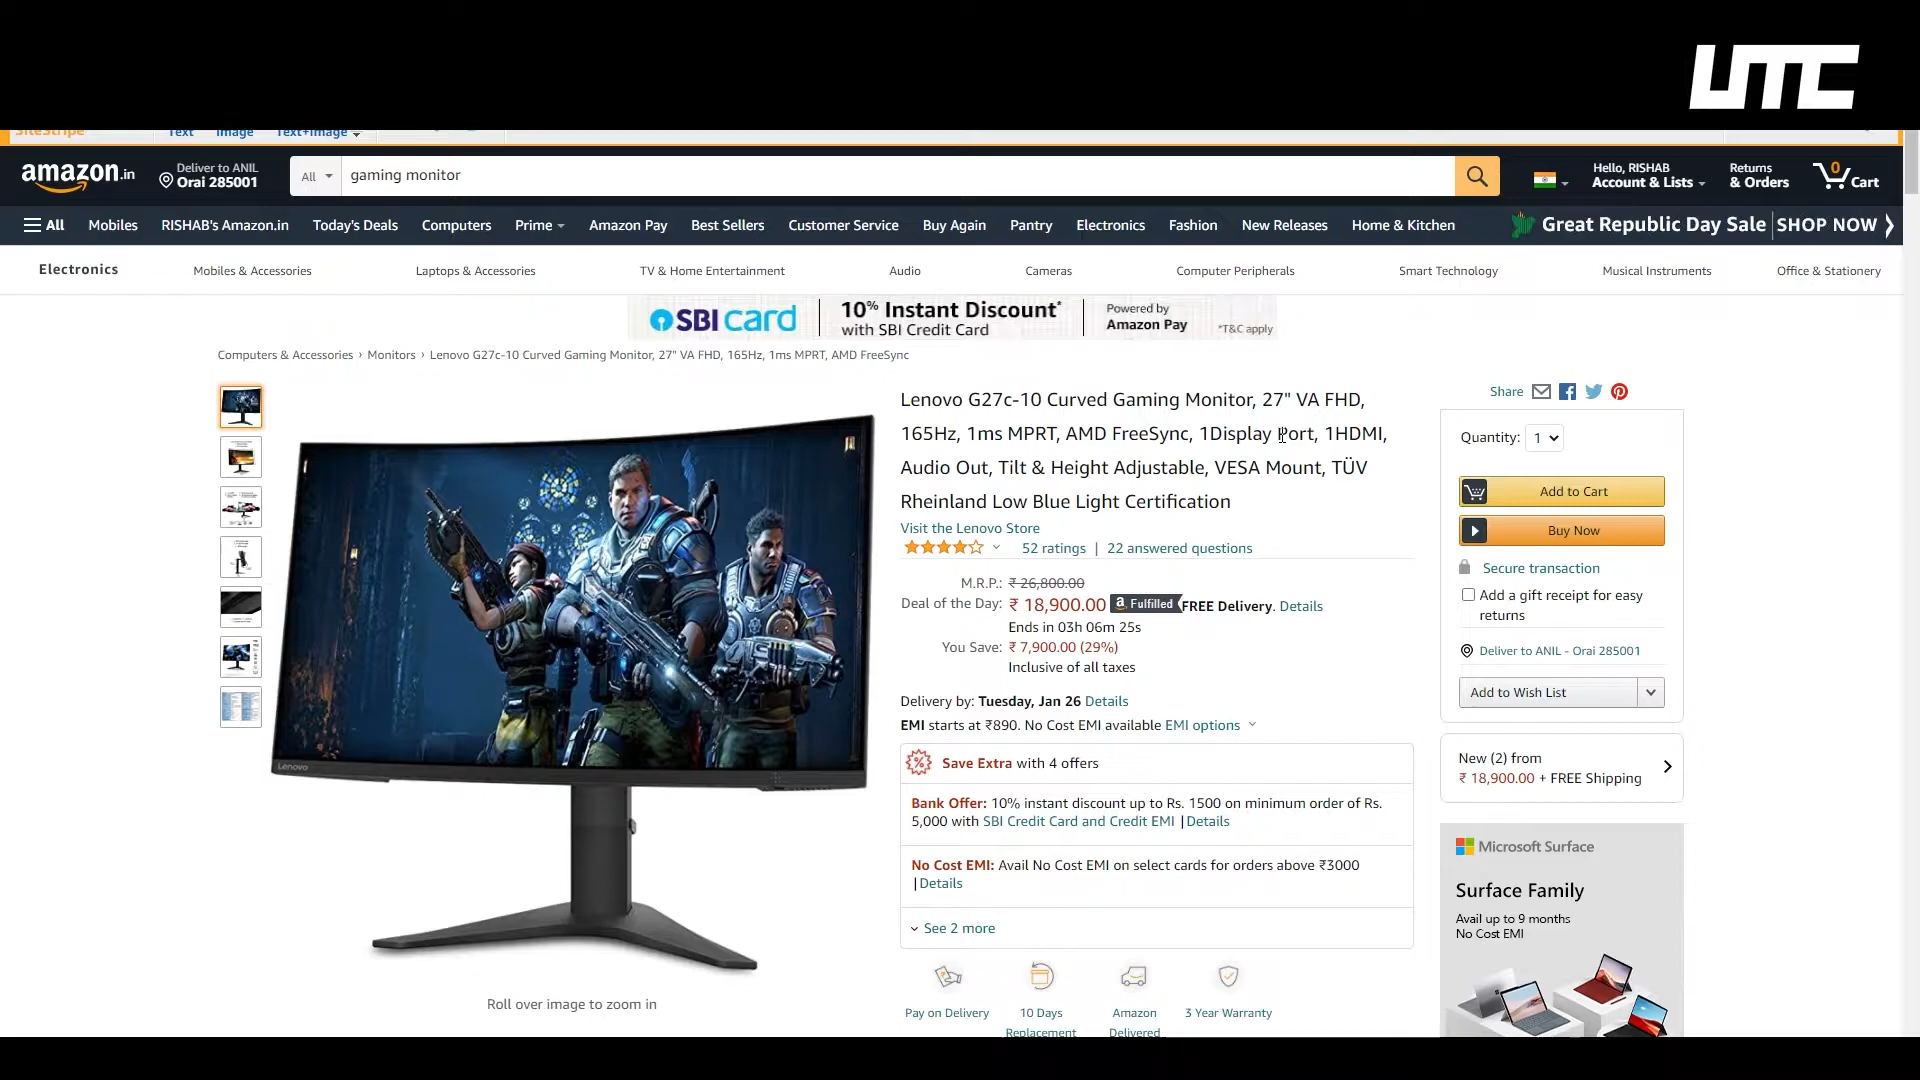 UTC
SiteStripe Text Image Text+Image
amazon.in
Deliver to ANIL
Orai 285001
All
gaming monitor
Hello, RISHAB
Account & Lists
Returns
& Orders
0
Cart
All Mobiles RISHAB's Amazon.in Today's Deals Computers Prime Amazon Pay Best Sellers Customer Service Buy Again Pantry Electronics Fashion New Releases Home & Kitchen Great Republic Day Sale SHOP NOW
Electronics Mobiles & Accessories Laptops & Accessories TV & Home Entertainment Audio Cameras Computer Peripherals Smart Technology Musical Instruments Office & Stationery
SBI card
10% Instant Discount*
with SBI Credit Card
Powered by
Amazon Pay
*T&C apply
Computers & Accessories › Monitors › Lenovo G27c-10 Curved Gaming Monitor, 27" VA FHD, 165Hz, 1ms MPRT, AMD FreeSync
Lenovo
Roll over image to zoom in
Lenovo G27c-10 Curved Gaming Monitor, 27" VA FHD,
165Hz, 1ms MPRT, AMD FreeSync, 1Display Port, 1HDMI,
Audio Out, Tilt & Height Adjustable, VESA Mount, TÜV
Rheinland Low Blue Light Certification
Visit the Lenovo Store
52 ratings | 22 answered questions
M.R.P.: ₹ 26,800.00
Deal of the Day: ₹ 18,900.00 a Fulfilled FREE Delivery. Details
Ends in 03h 06m 25s
You Save: ₹ 7,900.00 (29%)
Inclusive of all taxes
Delivery by: Tuesday, Jan 26 Details
EMI starts at ₹890. No Cost EMI available EMI options
Save Extra with 4 offers
Bank Offer: 10% instant discount up to Rs. 1500 on minimum order of Rs.
5,000 with SBI Credit Card and Credit EMI |Details
No Cost EMI: Avail No Cost EMI on select cards for orders above ₹3000
|Details
See 2 more
Pay on Delivery
10 Days
Replacement
Amazon
Delivered
3 Year Warranty
Share
Quantity: 1
Add to Cart
Buy Now
Secure transaction
Add a gift receipt for easy
returns
Deliver to ANIL - Orai 285001
Add to Wish List
New (2) from
₹ 18,900.00 + FREE Shipping
Microsoft Surface
Surface Family
Avail up to 9 months
No Cost EMI